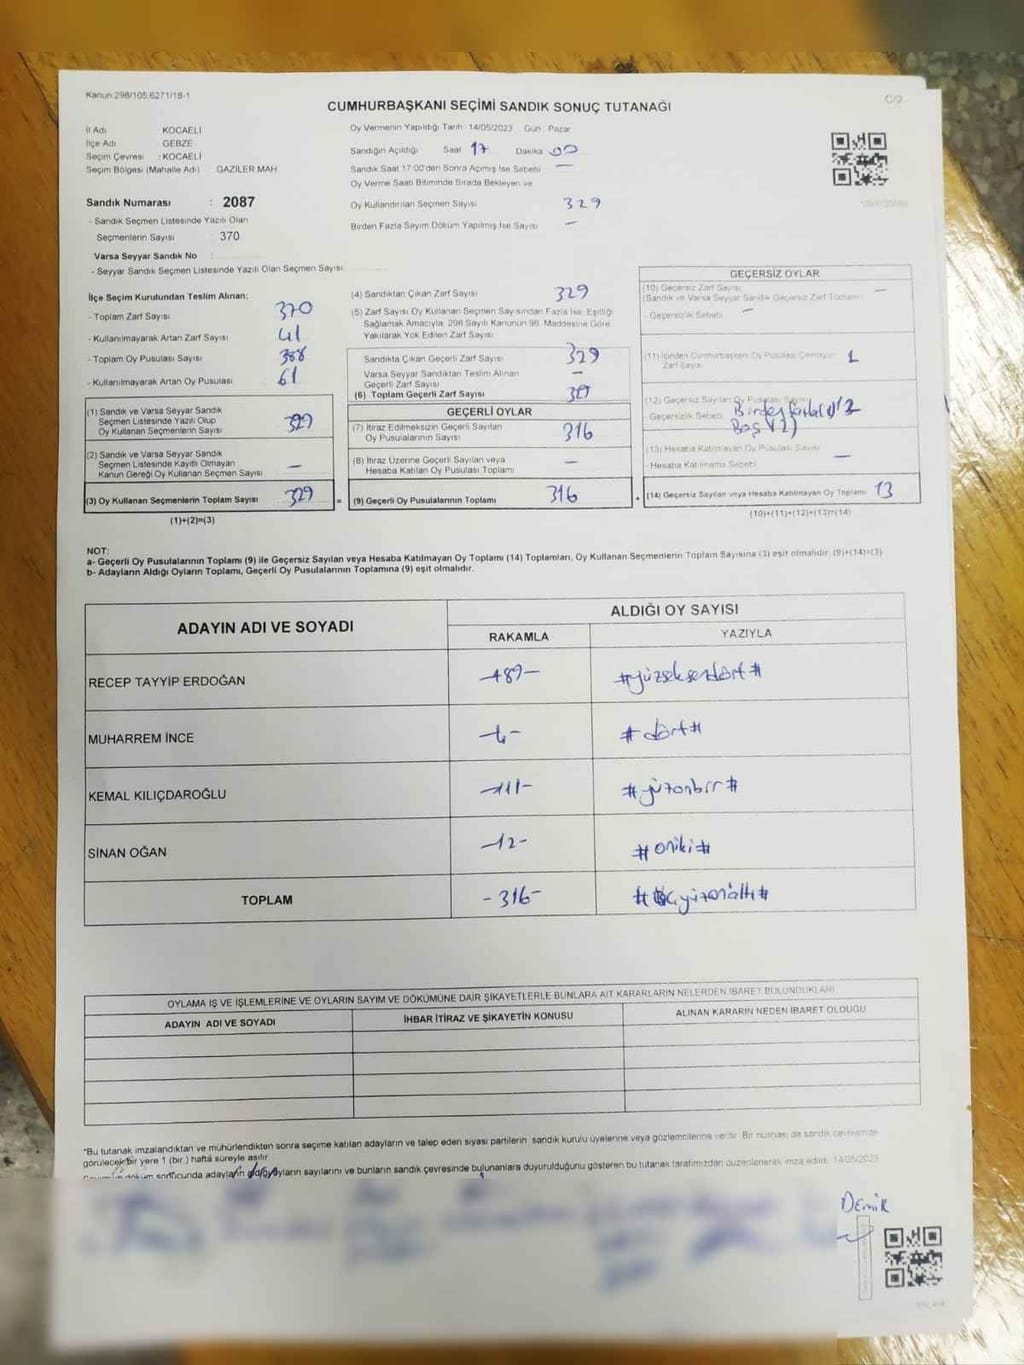 Kanun:298/105,6271/18-1
CUMHURBAŞKANI SEÇİMİ SANDIK SONUÇ TUTANAĞI
C/2
İl Adı KOCAELİ
İlçe Adı : GEBZE
Seçim Çevresi : KOCAELİ
Seçim Bölgesi (Mahalle Adı) GAZİLER MAH
Sandık Numarası : 2087
- Sandık Seçmen Listesinde Yazılı Olan
Seçmenlerin Sayısı : 370
Varsa Seyyar Sandık No :
- Seyyar Sandık Seçmen Listesinde Yazılı Olan Seçmen Sayısı:
Oy Vermenin Yapıldığı Tarih :14/05/2023 Gün : Pazar
Sandığın Açıldığı Saat 17 Dakika 00
Sandık Saat 17:00'den Sonra Açmış İse Sebebi —
Oy Verme Saati Bitiminde Sırada Bekleyen ve
Oy Kullandırılan Seçmen Sayısı 329
Birden Fazla Sayım Döküm Yapılmış İse Sayısı —
İlçe Seçim Kurulundan Teslim Alınan;
- Toplam Zarf Sayısı 370
- Kullanılmayarak Artan Zarf Sayısı 41
- Toplam Oy Pusulası Sayısı
- Kullanılmayarak Artan Oy Pusulası 61
(1) Sandık ve Varsa Seyyar Sandık
Seçmen Listesinde Yazılı Olup
Oy Kullanan Seçmenlerin Sayısı 329
(2) Varsa Seyyar Sandık
Seçmen Listesinde Kayıtlı Olmayan
Kanun Gereği Oy Kullanan Seçmen Sayısı —
(3) Oy Kullanan Seçmenlerin Toplam Sayısı 329
(1)+(2)=(3)
(4) Sandıktan Çıkan Zarf Sayısı 329
(5) Zarf Sayısı Oy Kullanan Seçmen Sayısından Fazla İse, Eşitliği
Sağlamak Amacıyla; 298 Sayılı Kanunun 98. Maddesine Göre
Yakılarak Yok Edilen Zarf Sayısı
Sandıkta Çıkan Geçerli Zarf Sayısı 329
Varsa Seyyar Sandıktan Teslim Alınan
Geçerli Zarf Sayısı —
(6) Toplam Geçerli Zarf Sayısı
=
GEÇERLİ OYLAR
(7) İtiraz Edilmeksizin Geçerli Sayılan
Oy Pusulalarının Sayısı 316
(8) İtiraz Üzerine Geçerli Sayılan veya
Hesaba Katılan Oy Pusulası Toplamı —
(9) Geçerli Oy Pusulalarının Toplamı 316
+
GEÇERSİZ OYLAR
(10) Geçersiz Zarf Sayısı —
(Sandık ve Varsa Seyyar Sandık Geçersiz Zarf Toplamı)
- Geçersizlik Sebebi —
(11) İçinden Cumhurbaşkanı Oy Pusulası Çıkmayan 1
Zarf Sayısı
(12) Geçersiz Sayılan Oy Pusulası Sayısı
- Geçersizlik Sebebi
(13) Hesaba Katılmayan Oy Pusulası Sayısı —
- Hesaba Katılmama Sebebi
(14) Geçersiz Sayılan veya Hesaba Katılmayan Oy Toplamı 13
(10)+(11)+(12)+(13)=(14)
NOT:
a- Geçerli Oy Pusulalarının Toplamı (9) ile Geçersiz Sayılan veya Hesaba Katılmayan Oy Toplamı (14) Toplamları, Oy Kullanan Seçmenlerin Toplam Sayısına (3) eşit olmalıdır. (9)+(14)=(3)
b- Adayların Aldığı Oyların Toplamı, Geçerli Oy Pusulalarının Toplamına (9) eşit olmalıdır.
ADAYIN ADI VE SOYADI
ALDIĞI OY SAYISI
RAKAMLA YAZIYLA
RECEP TAYYİP ERDOĞAN #yüzseksendört#
MUHARREM İNCE -4- #dört#
KEMAL KILIÇDAROĞLU -111- #yüzonbir#
SİNAN OĞAN -12- #oniki#
TOPLAM -316- #üçyüzonaltı#
OYLAMA İŞ VE İŞLEMLERİNE VE OYLARIN SAYIM VE DÖKÜMÜNE DAİR ŞİKAYETLERLE BUNLARA AİT KARARLARIN NELERDEN İBARET BULUNDUKLARI
ADAYIN ADI VE SOYADI İHBAR İTİRAZ VE ŞİKAYETİN KONUSU ALINAN KARARIN NEDEN İBARET OLDUĞU
*Bu tutanak imzalandıktan ve mühürlendikten sonra seçime katılan adayların ve talep eden siyasi partilerin sandık kurulu üyelerine veya gözlemcilerine verilir. Bir nüshası da sandık çevresinde
görülecek bir yere 1 (bir) hafta süreyle asılır.
döküm sonucunda adayların oyların sayılarını ve bunların sandık çevresinde bulunanlara duyurulduğunu gösteren bu tutanak tarafımızdan düzenlenerek imza edildi. 14/05/2023